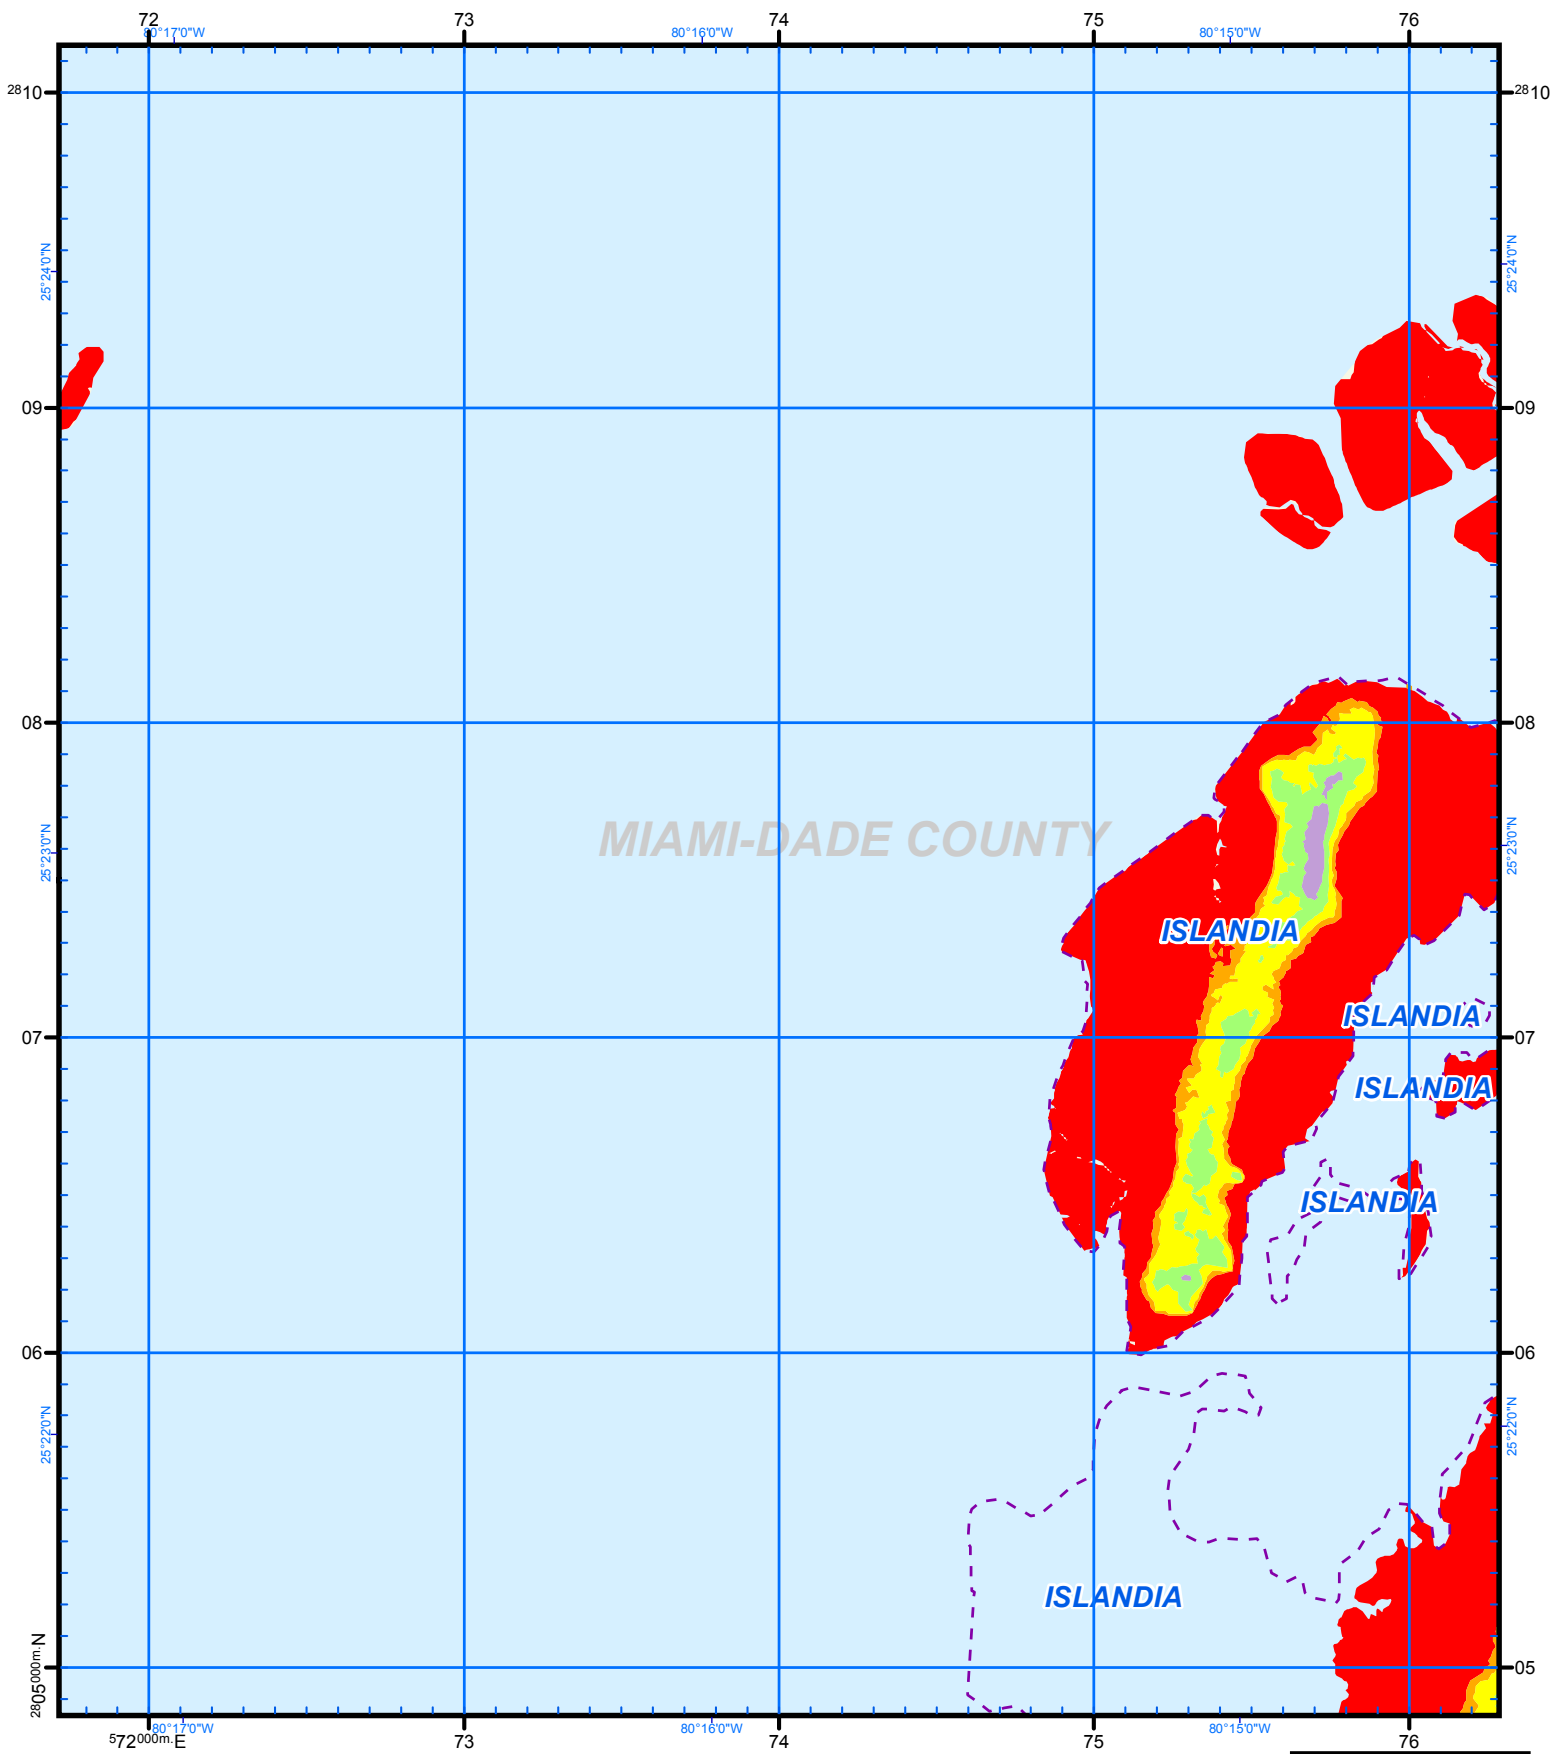 72 73 74 75 76
80°17'0"W 80°16'0"W 80°15'0"W
2810 2810
25°24'0"N 25°24'0"N
09 09
08 08
MIAMI-DADE COUNTY
25°23'0"N 25°23'0"N
ISLANDIA
ISLANDIA
07 07
ISLANDIA
ISLANDIA
06 06
25°22'0"N 25°22'0"N
ISLANDIA
2805000m.N 05
80°17'0"W 80°16'0"W 80°15'0"W
572000m.E 73 74 75 76